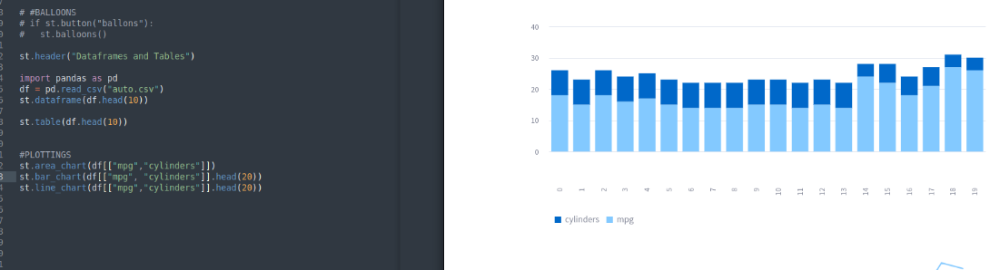 # #BALLOONS
# if st.button("ballons"):
#   st.balloons()
st.header("Dataframes and Tables")
import pandas as pd
df = pd.read_csv("auto.csv")
st.dataframe(df.head(10))
st.table(df.head(10))
#PLOTTINGS
st.area_chart(df[["mpg","cylinders"]])
st.bar_chart(df[["mpg", "cylinders"]].head(20))
st.line_chart(df[["mpg","cylinders"]].head(20))
40
30
20
10
0
0 1 2 3 4 5 6 7 8 9 10 11 12 13 14 15 16 17 18 19
cylinders mpg